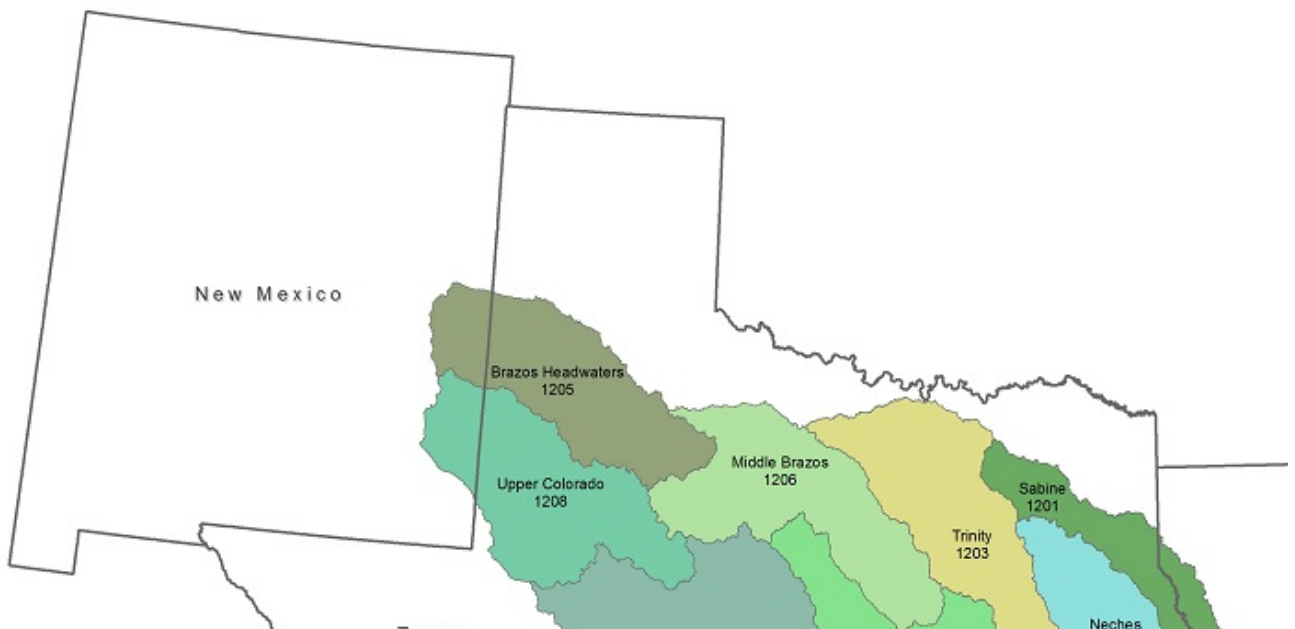 New Mexico
Brazos Headwaters
1205
Middle Brazos
1206
Upper Colorado
1208
Sabine
1201
Trinity
1203
Neches